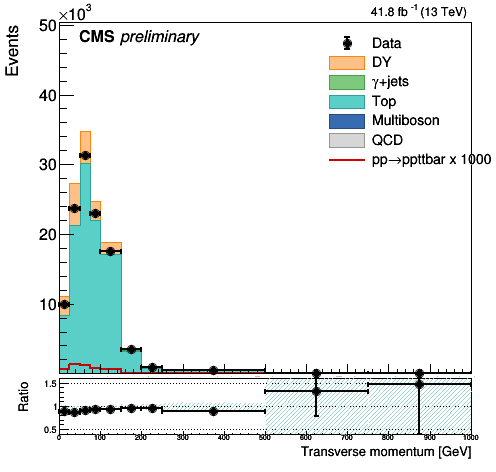 ×10³
41.8 fb⁻¹ (13 TeV)
CMS preliminary
Events
50
40
30
20
10
Data
DY
γ+jets
Top
Multiboson
QCD
pp→ppttbar x 1000
Ratio
1.5
1
0.5
0 100 200 300 400 500 600 700 800 900 1000
Transverse momentum [GeV]